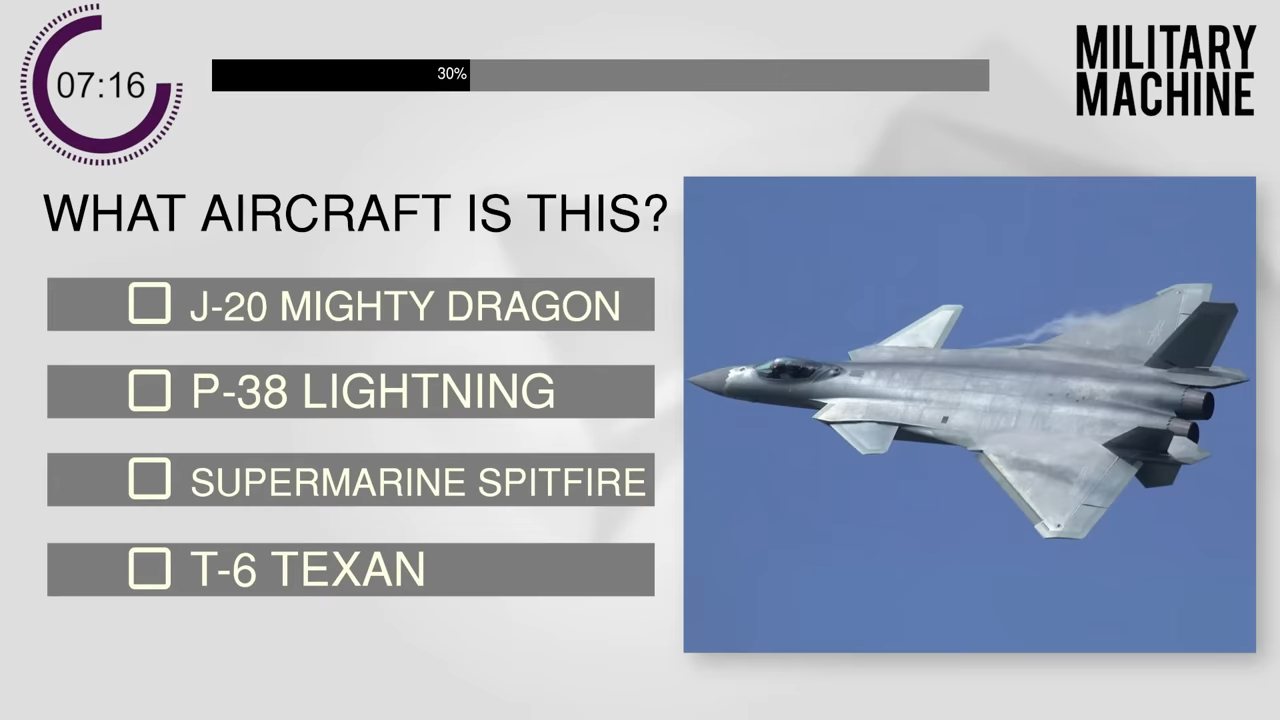 07:16
30%
MILITARY
MACHINE
WHAT AIRCRAFT IS THIS?
J-20 MIGHTY DRAGON
P-38 LIGHTNING
SUPERMARINE SPITFIRE
T-6 TEXAN